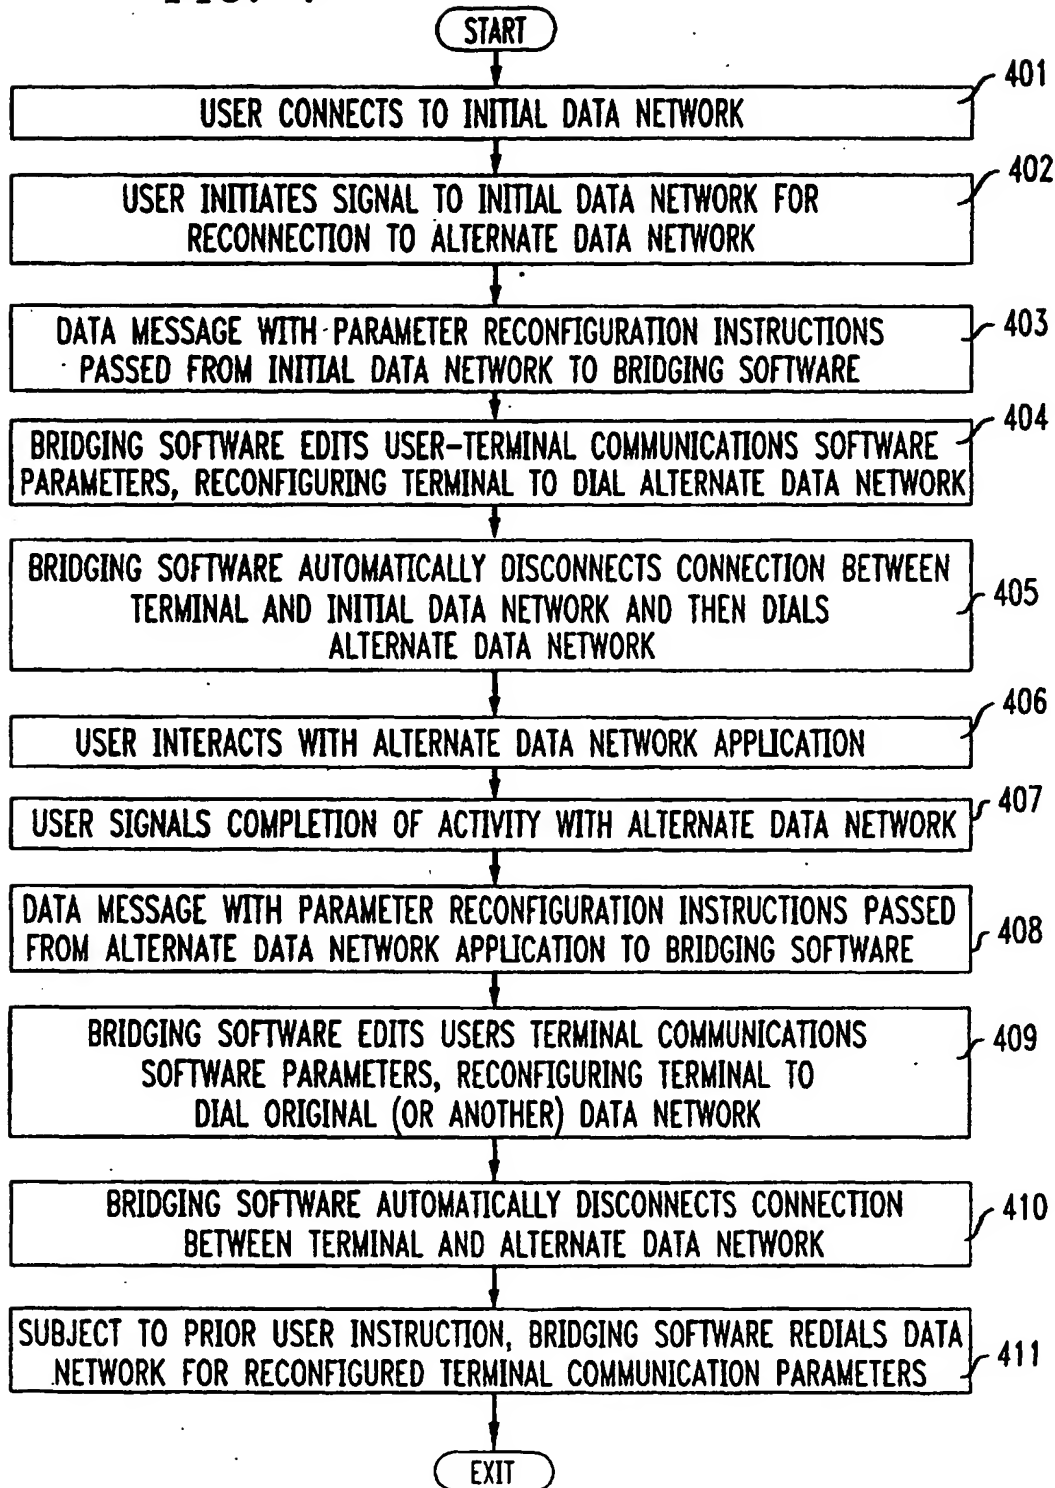 START
401
USER CONNECTS TO INITIAL DATA NETWORK
402
USER INITIATES SIGNAL TO INITIAL DATA NETWORK FOR
RECONNECTION TO ALTERNATE DATA NETWORK
DATA MESSAGE WITH PARAMETER RECONFIGURATION INSTRUCTIONS
PASSED FROM INITIAL DATA NETWORK TO BRIDGING SOFTWARE
403
404
BRIDGING SOFTWARE EDITS USER-TERMINAL COMMUNICATIONS SOFTWARE
PARAMETERS, RECONFIGURING TERMINAL TO DIAL ALTERNATE DATA NETWORK
BRIDGING SOFTWARE AUTOMATICALLY DISCONNECTS CONNECTION BETWEEN
TERMINAL AND INITIAL DATA NETWORK AND THEN DIALS
ALTERNATE DATA NETWORK
405
406
USER INTERACTS WITH ALTERNATE DATA NETWORK APPLICATION
407
USER SIGNALS COMPLETION OF ACTIVITY WITH ALTERNATE DATA NETWORK
DATA MESSAGE WITH PARAMETER RECONFIGURATION INSTRUCTIONS PASSED
FROM ALTERNATE DATA NETWORK APPLICATION TO BRIDGING SOFTWARE
408
BRIDGING SOFTWARE EDITS USERS TERMINAL COMMUNICATIONS
SOFTWARE PARAMETERS, RECONFIGURING TERMINAL TO
DIAL ORIGINAL (OR ANOTHER) DATA NETWORK
409
BRIDGING SOFTWARE AUTOMATICALLY DISCONNECTS CONNECTION
BETWEEN TERMINAL AND ALTERNATE DATA NETWORK
410
SUBJECT TO PRIOR USER INSTRUCTION, BRIDGING SOFTWARE REDIALS DATA
NETWORK FOR RECONFIGURED TERMINAL COMMUNICATION PARAMETERS
411
EXIT